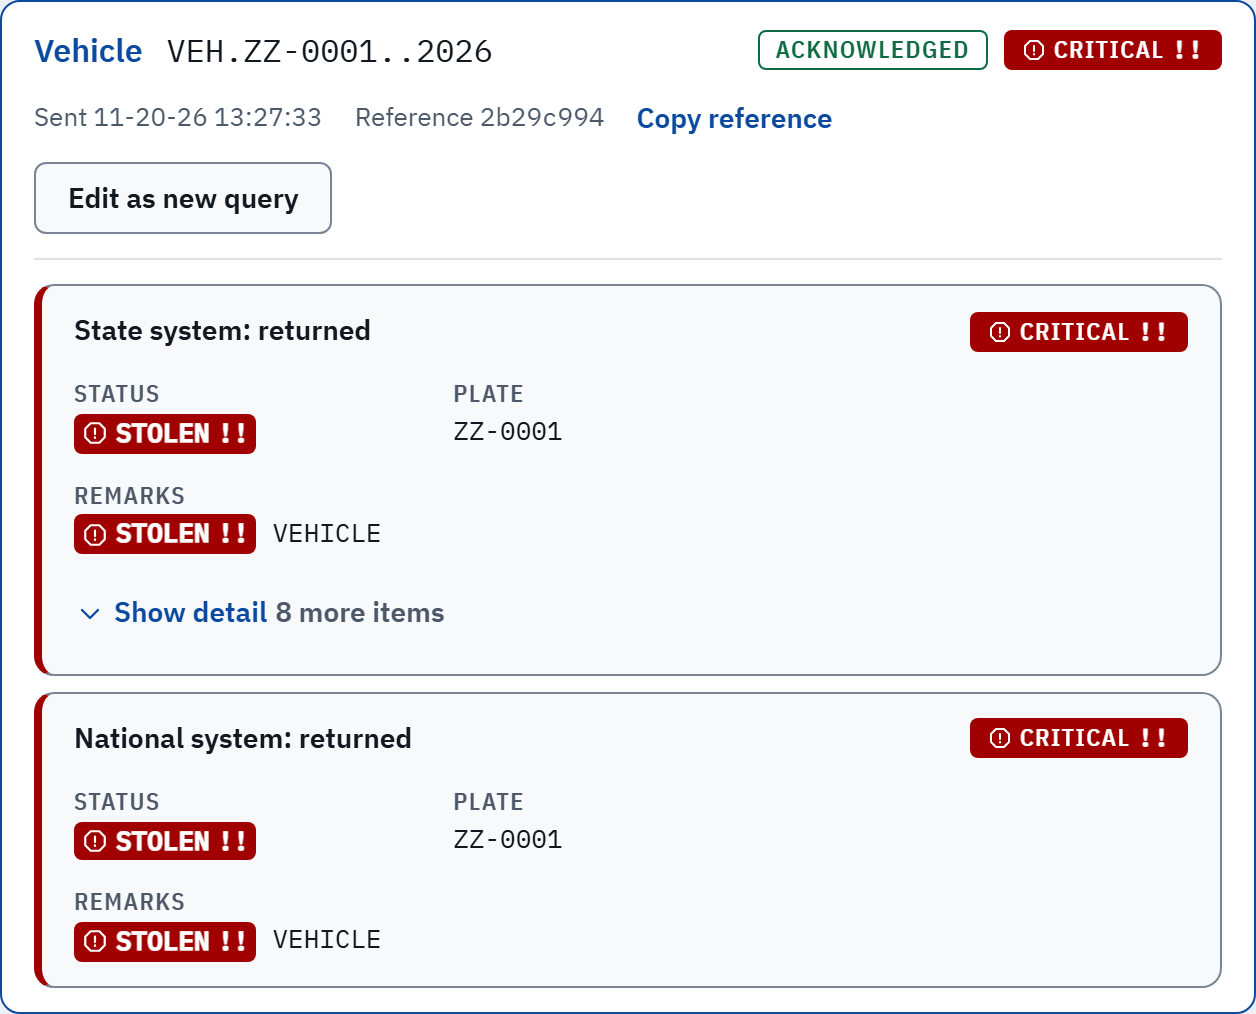 Vehicle VEH.ZZ-0001..2026 ACKNOWLEDGED CRITICAL !!
Sent 11-20-26 13:27:33 Reference 2b29c994 Copy reference
Edit as new query
State system: returned CRITICAL !!
STATUS PLATE
STOLEN !! ZZ-0001
REMARKS
STOLEN !! VEHICLE
Show detail 8 more items
National system: returned CRITICAL !!
STATUS PLATE
STOLEN !! ZZ-0001
REMARKS
STOLEN !! VEHICLE